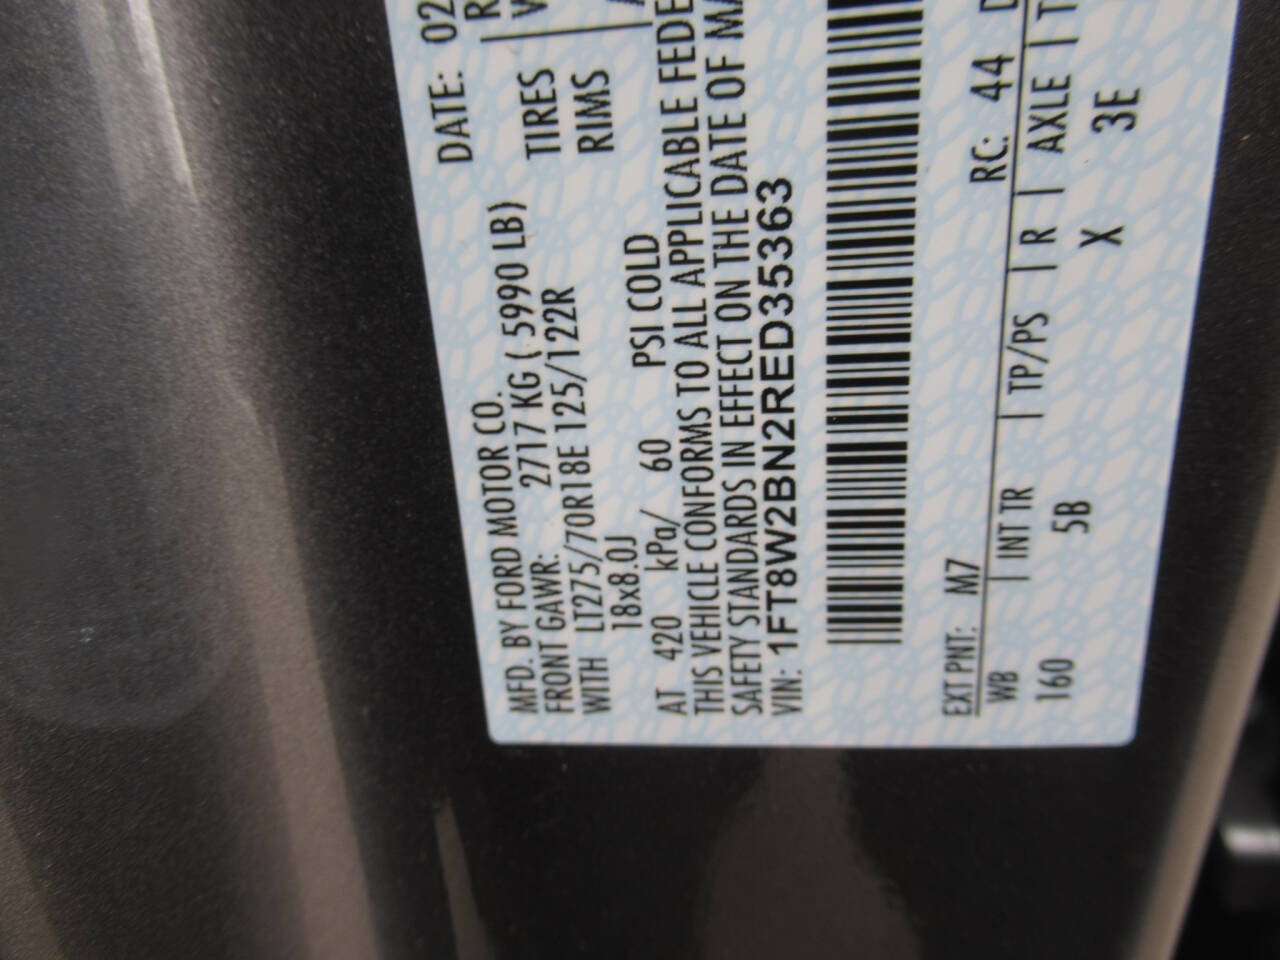 MFD. BY FORD MOTOR CO. DATE: 02
FRONT GAWR: 2717 KG ( 5990 LB)
WITH LT275/70R18E 125/122R TIRES
18x8.0J RIMS
AT 420 kPa/ 60 PSI COLD
THIS VEHICLE CONFORMS TO ALL APPLICABLE FEDE
SAFETY STANDARDS IN EFFECT ON THE DATE OF MA
VIN: 1FT8W2BN2RED35363
EXT PNT: M7 RC: 44
WB | INT TR | TP/PS | R | AXLE | T
160 5B X 3E